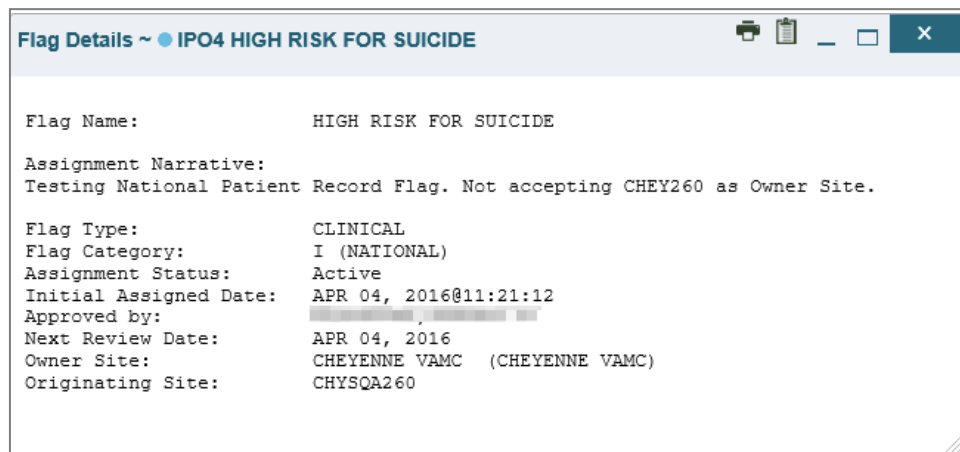 Flag Details ~ IPO4 HIGH RISK FOR SUICIDE
Flag Name: HIGH RISK FOR SUICIDE
Assignment Narrative:
Testing National Patient Record Flag. Not accepting CHEY260 as Owner Site.
Flag Type: CLINICAL
Flag Category: I (NATIONAL)
Assignment Status: Active
Initial Assigned Date: APR 04, 2016@11:21:12
Approved by:
Next Review Date: APR 04, 2016
Owner Site: CHEYENNE VAMC (CHEYENNE VAMC)
Originating Site: CHYSQA260